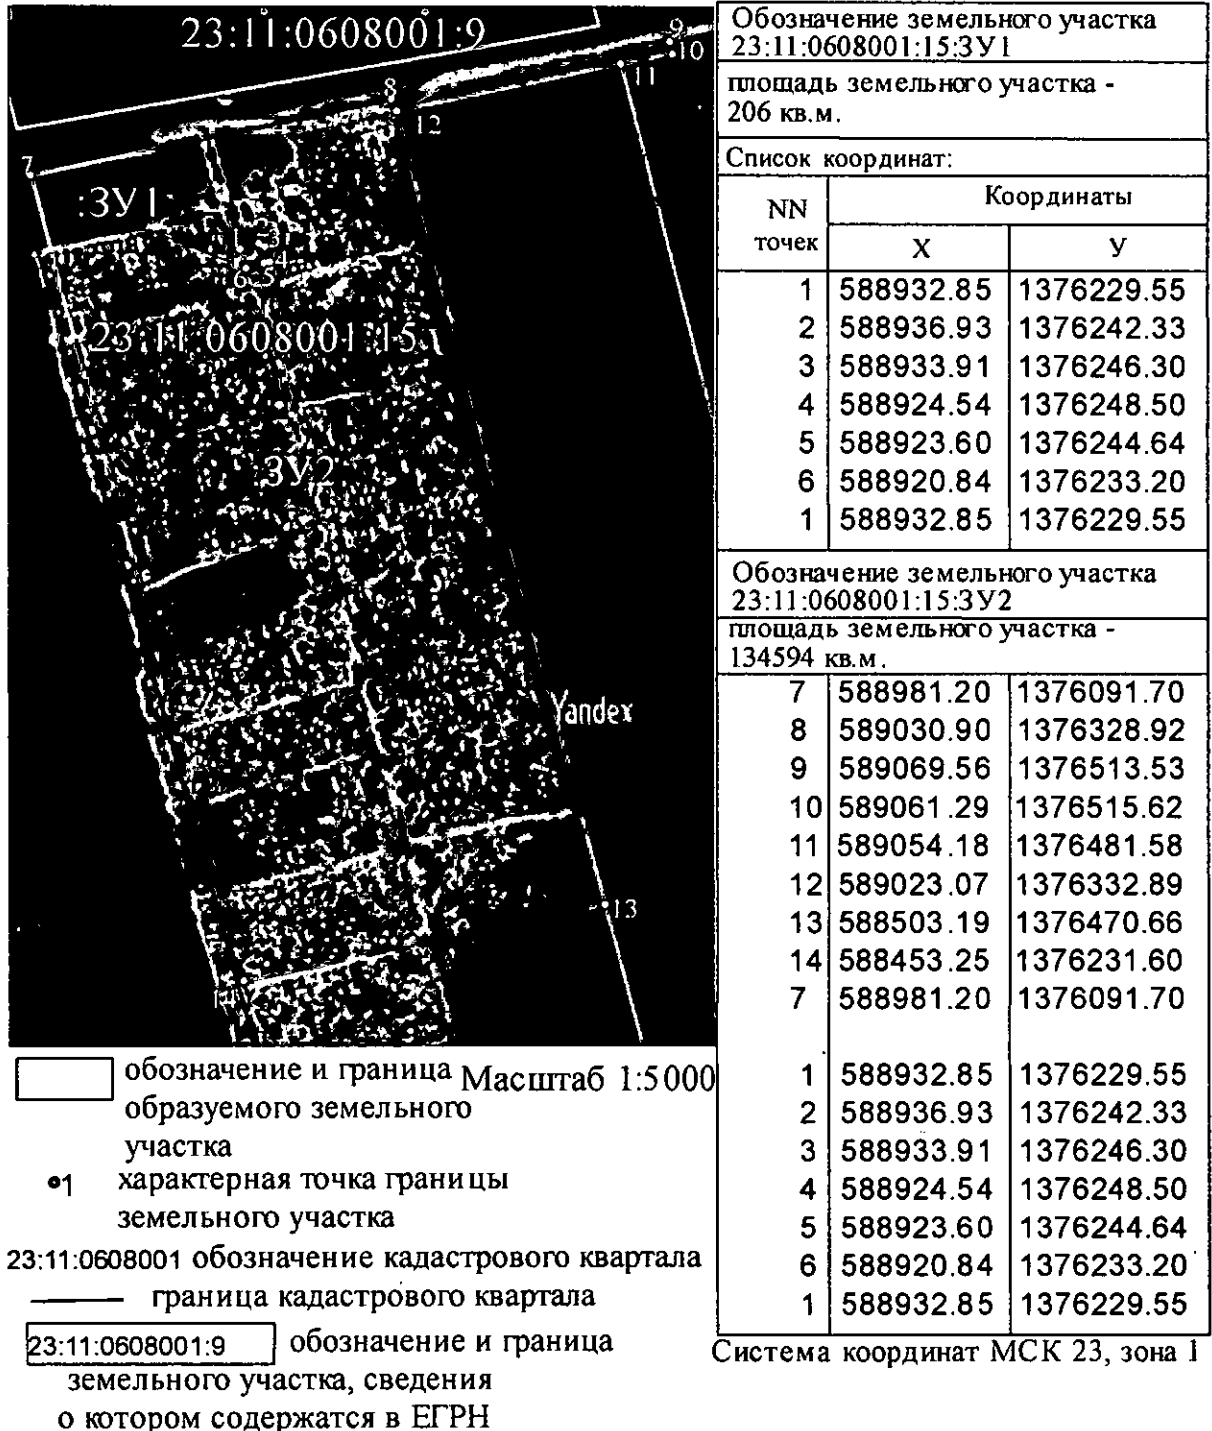 23:11:0608001:9
9
10
11
8
12
7
:ЗУ1
1
3
4
6
5
23:11:0608001:15
ЗУ2
Yandex
13
14
обозначение и граница
образуемого земельного
участка
Масштаб 1:5000
1 характерная точка границы
земельного участка
23:11:0608001 обозначение кадастрового квартала
граница кадастрового квартала
23:11:0608001:9 обозначение и граница
земельного участка, сведения
о котором содержатся в ЕГРН
Обозначение земельного участка
23:11:0608001:15:ЗУ1
площадь земельного участка -
206 кв.м.
Список координат:
NN точек Координаты
Х У
1 588932.85 1376229.55
2 588936.93 1376242.33
3 588933.91 1376246.30
4 588924.54 1376248.50
5 588923.60 1376244.64
6 588920.84 1376233.20
1 588932.85 1376229.55
Обозначение земельного участка
23:11:0608001:15:ЗУ2
площадь земельного участка -
134594 кв.м.
7 588981.20 1376091.70
8 589030.90 1376328.92
9 589069.56 1376513.53
10 589061.29 1376515.62
11 589054.18 1376481.58
12 589023.07 1376332.89
13 588503.19 1376470.66
14 588453.25 1376231.60
7 588981.20 1376091.70
1 588932.85 1376229.55
2 588936.93 1376242.33
3 588933.91 1376246.30
4 588924.54 1376248.50
5 588923.60 1376244.64
6 588920.84 1376233.20
1 588932.85 1376229.55
Система координат МСК 23, зона 1